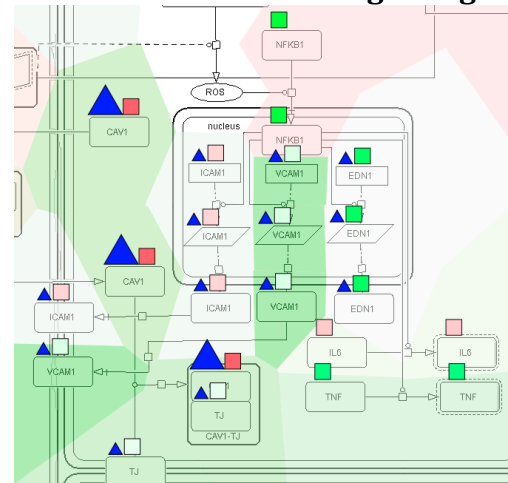 NFKB1
ROS
nucleus
NFKB1
CAV1
ICAM1
VCAM1
EDN1
ICAM1
VCAM1
EDN1
CAV1
ICAM1
ICAM1
VCAM1
EDN1
VCAM1
IL6
IL6
TJ
TNF
TNF
CAV1-TJ
TJ